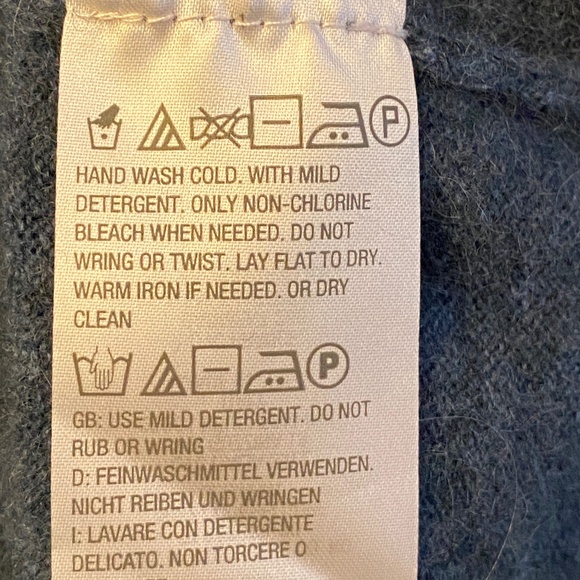 P
HAND WASH COLD. WITH MILD
DETERGENT. ONLY NON-CHLORINE
BLEACH WHEN NEEDED. DO NOT
WRING OR TWIST. LAY FLAT TO DRY.
WARM IRON IF NEEDED. OR DRY
CLEAN
P
GB: USE MILD DETERGENT. DO NOT
RUB OR WRING
D: FEINWASCHMITTEL VERWENDEN.
NICHT REIBEN UND WRINGEN
I: LAVARE CON DETERGENTE
DELICATO. NON TORCERE O